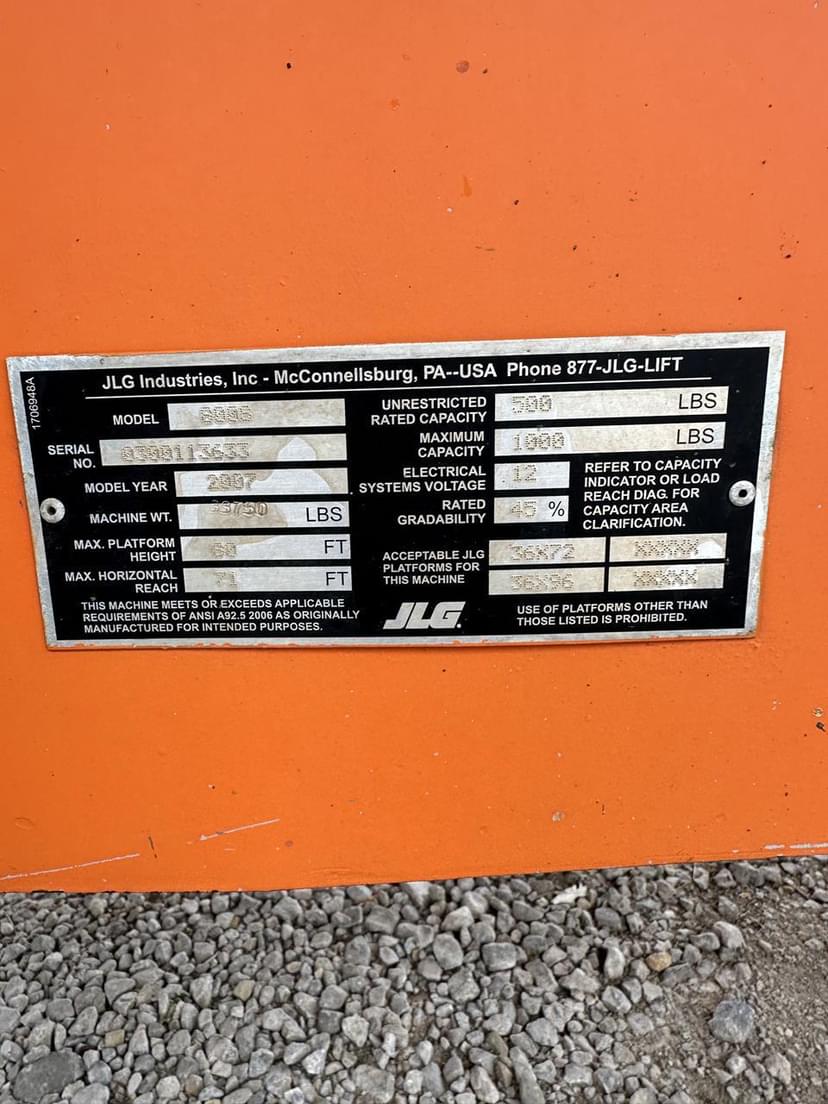 1706948A
JLG Industries, Inc - McConnellsburg, PA--USA Phone 877-JLG-LIFT
MODEL
SERIAL NO. 0300113633
MODEL YEAR 2007
MACHINE WT. 33750 LBS
MAX. PLATFORM
HEIGHT FT
MAX. HORIZONTAL
REACH 71 FT
THIS MACHINE MEETS OR EXCEEDS APPLICABLE
REQUIREMENTS OF ANSI A92.5 2006 AS ORIGINALLY
MANUFACTURED FOR INTENDED PURPOSES.
UNRESTRICTED
RATED CAPACITY 500 LBS
MAXIMUM
CAPACITY 1000 LBS
ELECTRICAL
SYSTEMS VOLTAGE 12
RATED
GRADABILITY 45 %
REFER TO CAPACITY
INDICATOR OR LOAD
REACH DIAG. FOR
CAPACITY AREA
CLARIFICATION.
ACCEPTABLE JLG
PLATFORMS FOR
THIS MACHINE
36X72 XXXXX
36X96 XXXXX
JLG
USE OF PLATFORMS OTHER THAN
THOSE LISTED IS PROHIBITED.